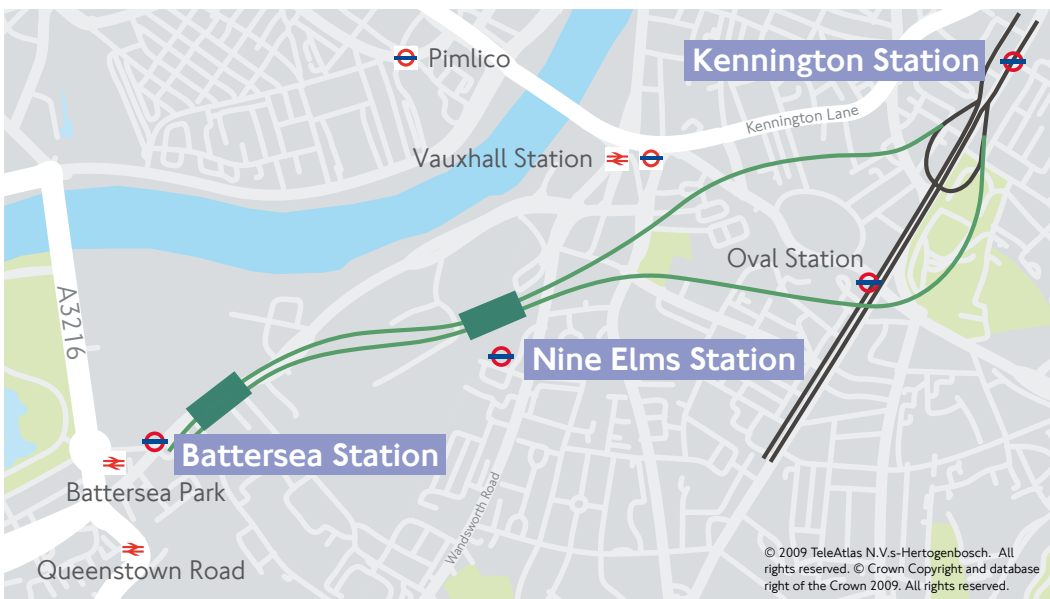 Pimlico
Kennington Station
Kennington Lane
Vauxhall Station
Oval Station
A3216
Nine Elms Station
Battersea Station
Battersea Park
Wandsworth Road
Queenstown Road
© 2009 TeleAtlas N.V.s-Hertogenbosch. All
rights reserved. © Crown Copyright and database
right of the Crown 2009. All rights reserved.